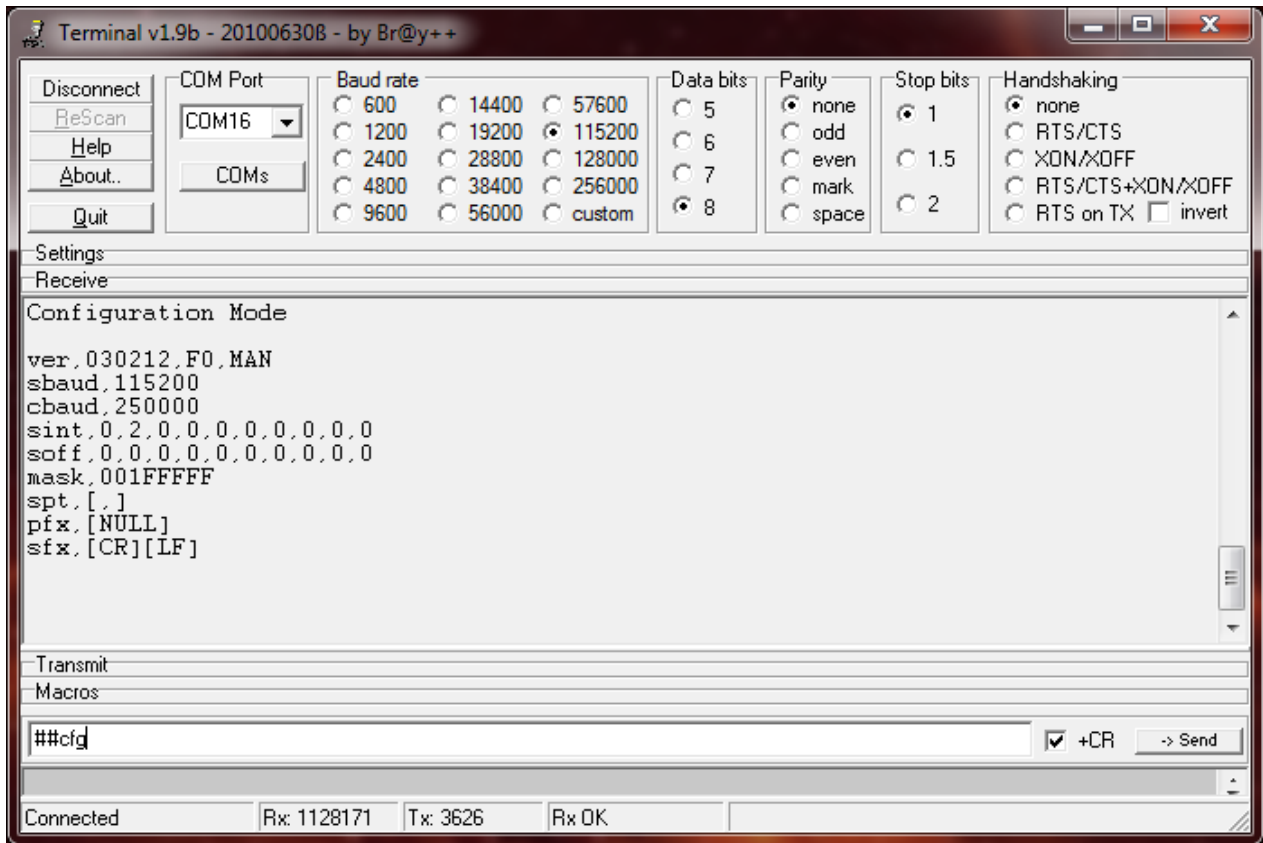 Terminal v1.9b - 20100630ß - by Br@y++
Disconnect
ReScan
Help
About..
Quit
COM Port
COM16
COMs
Baud rate
600 14400 57600
1200 19200 115200
2400 28800 128000
4800 38400 256000
9600 56000 custom
Data bits
5
6
7
8
Parity
none
odd
even
mark
space
Stop bits
1
1.5
2
Handshaking
none
RTS/CTS
XON/XOFF
RTS/CTS+XON/XOFF
RTS on TX invert
Settings
Receive
Configuration Mode
ver,030212,F0,MAN
sbaud,115200
cbaud,250000
sint,0,2,0,0,0,0,0,0,0,0
soff,0,0,0,0,0,0,0,0,0,0
mask,001FFFFF
spt,[,]
pfx,[NULL]
sfx,[CR][LF]
Transmit
Macros
##cfg +CR -> Send
Connected Rx: 1128171 Tx: 3626 Rx OK